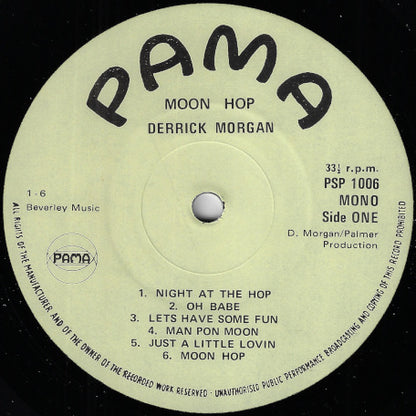 PAMA
MOON HOP
DERRICK MORGAN
33⅓ r.p.m.
PSP 1006
MONO
Side ONE
D. Morgan/Palmer
Production
1-6
Beverley Music
PAMA
1. NIGHT AT THE HOP
2. OH BABE
3. LETS HAVE SOME FUN
4. MAN PON MOON
5. JUST A LITTLE LOVIN
6. MOON HOP
ALL RIGHTS OF THE MANUFACTURER, AND OF THE OWNER OF THE RECORDED WORK RESERVED · UNAUTHORISED PUBLIC PERFORMANCE BROADCASTING AND COPYING OF THIS RECORD PROHIBITED